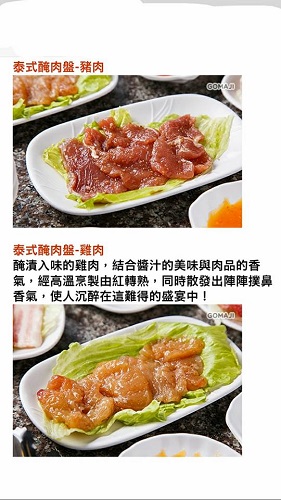 泰式醃肉盤-豬肉
GOMAJI
泰式醃肉盤-雞肉
醃漬入味的雞肉，結合醬汁的美味與肉品的香
氣，經高溫烹製由紅轉熟，同時散發出陣陣撲鼻
香氣，使人沉醉在這難得的盛宴中！
GOMAJI